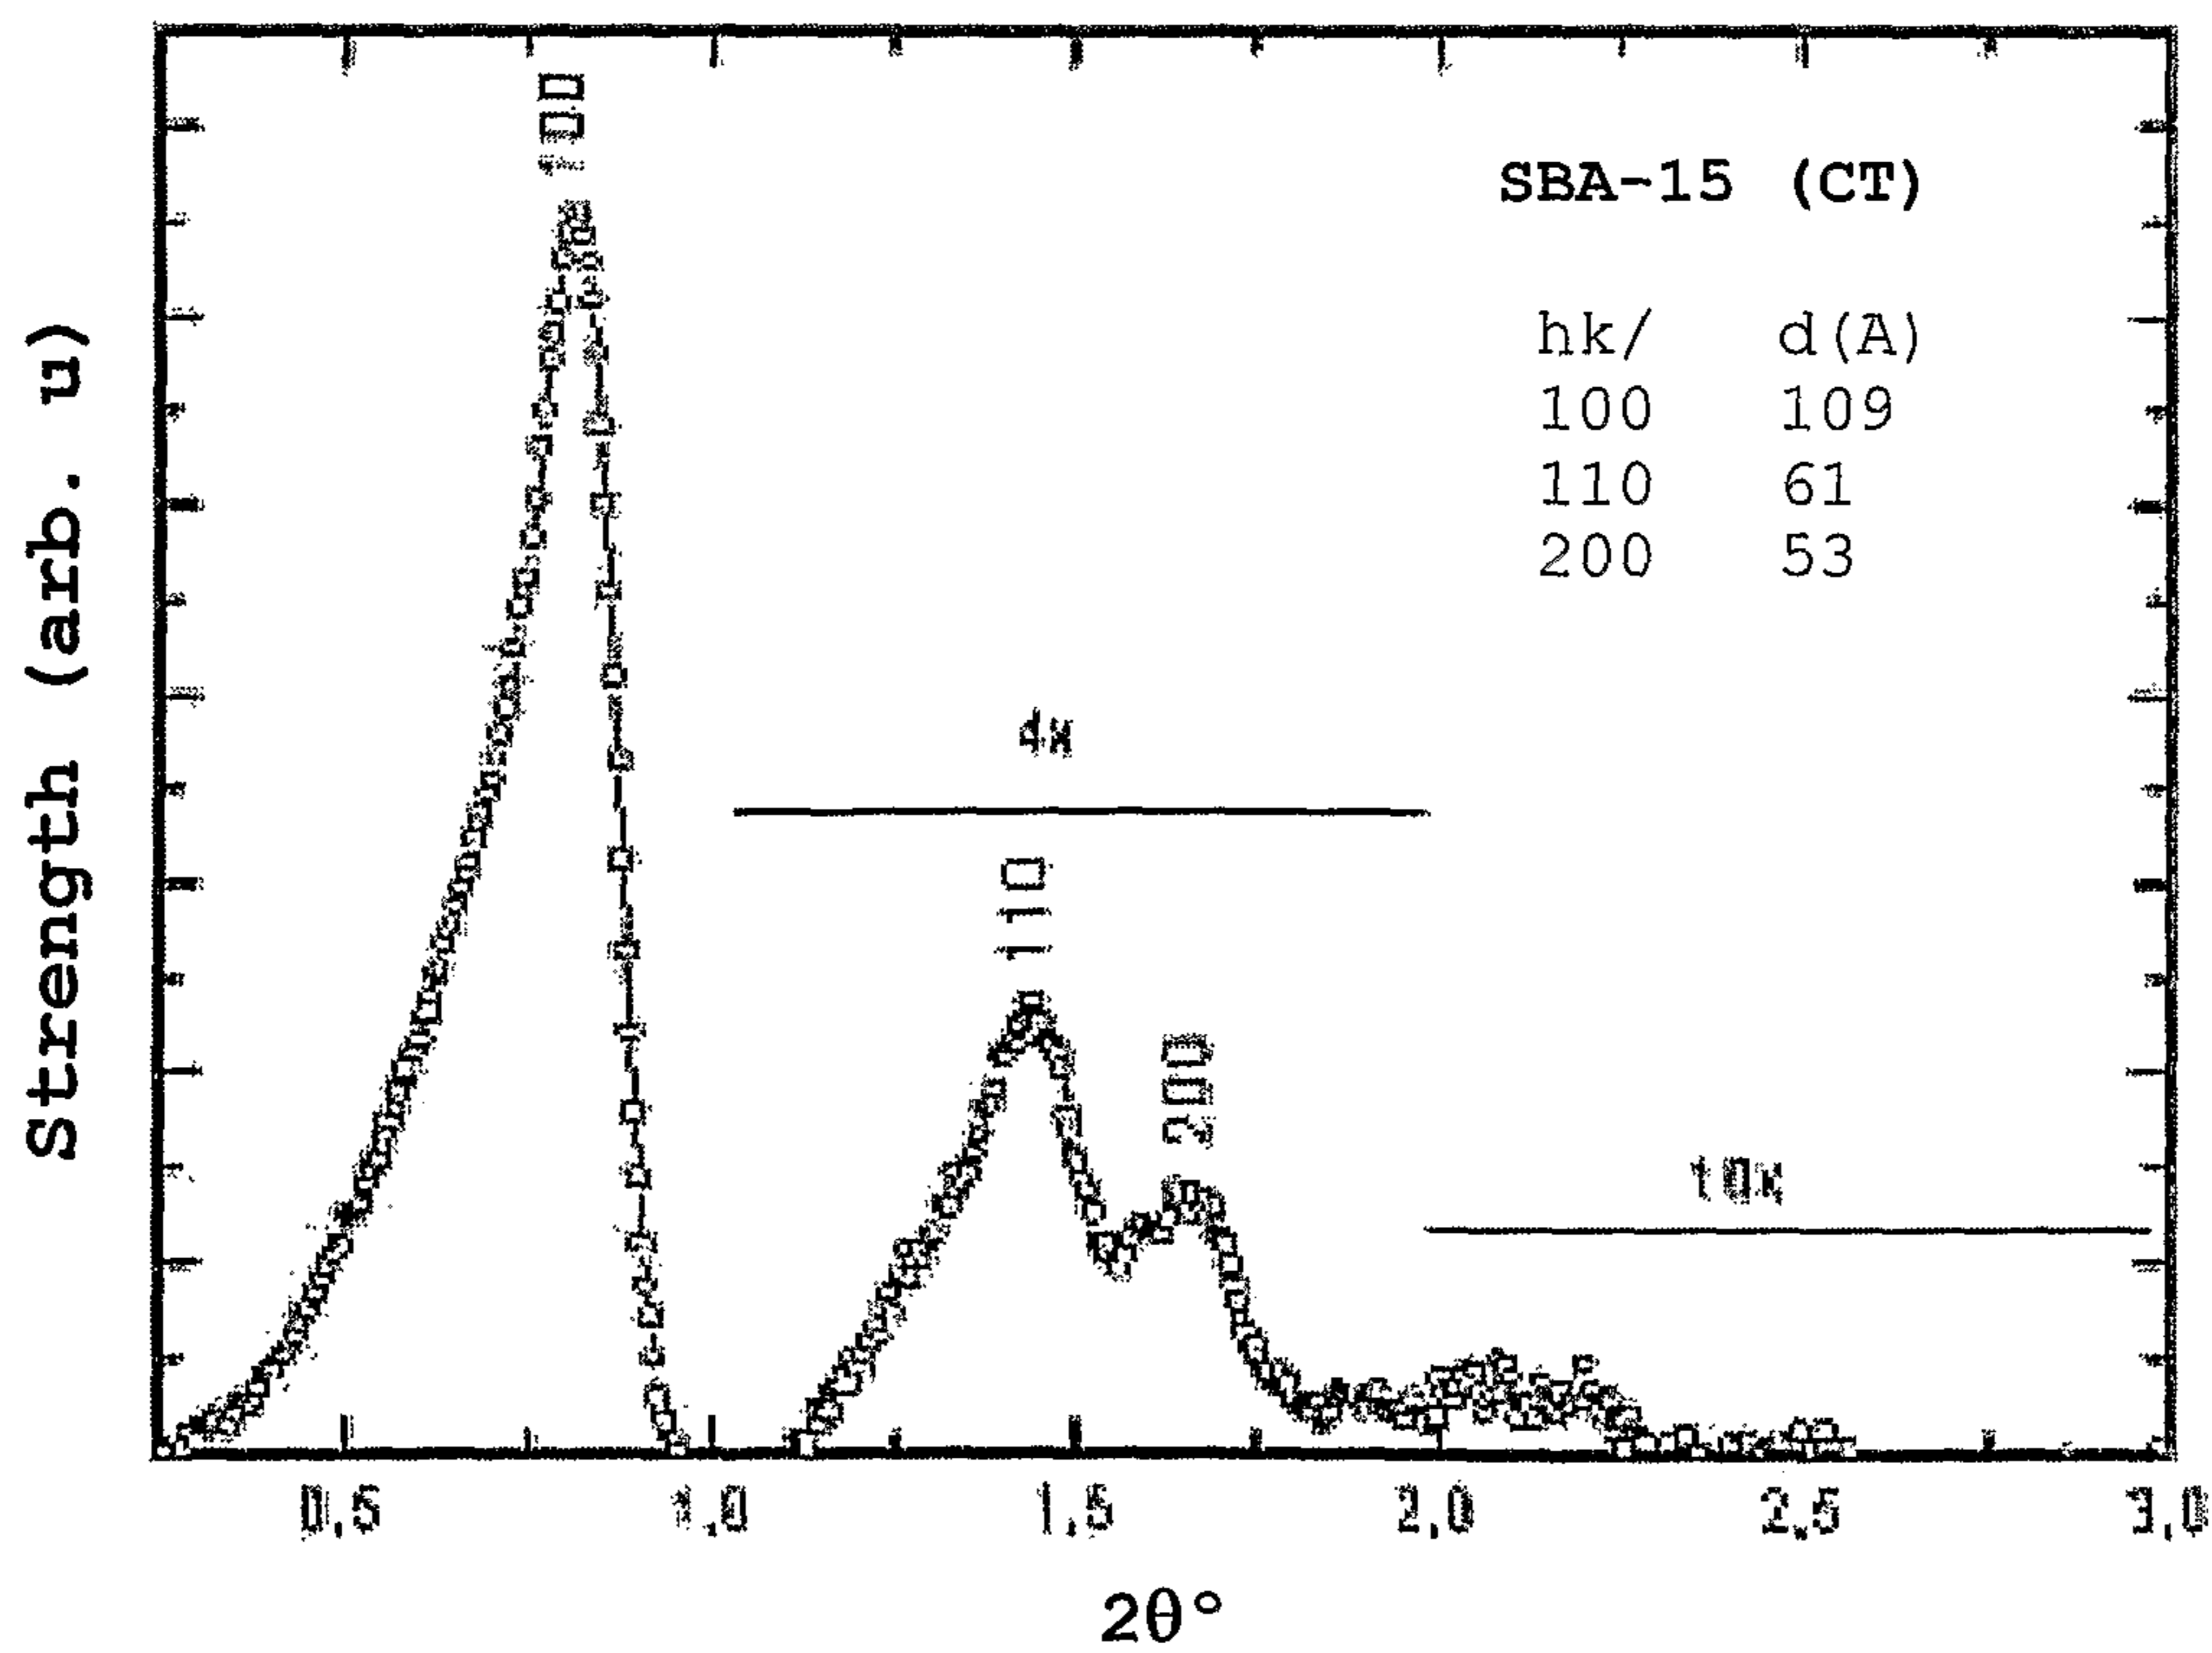 100
SBA-15 (CT)
hk/ d(A)
100 109
110 61
200 53
Strength (arb. u)
4x
110
200
10x
0.5 1.0 1.5 2.0 2.5 3.0
2θ°